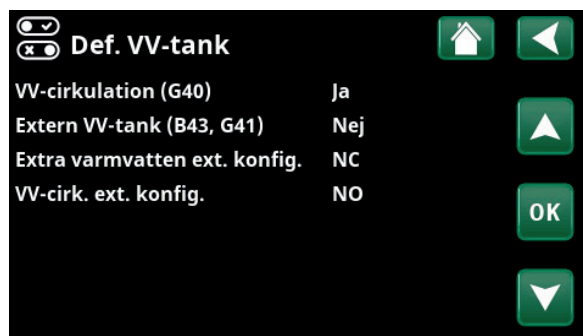 Def. VV-tank
VV-cirkulation (G40) Ja
Extern VV-tank (B43, G41) Nej
Extra varmvatten ext. konfig. NC
VV-cirk. ext. konfig. NO
OK